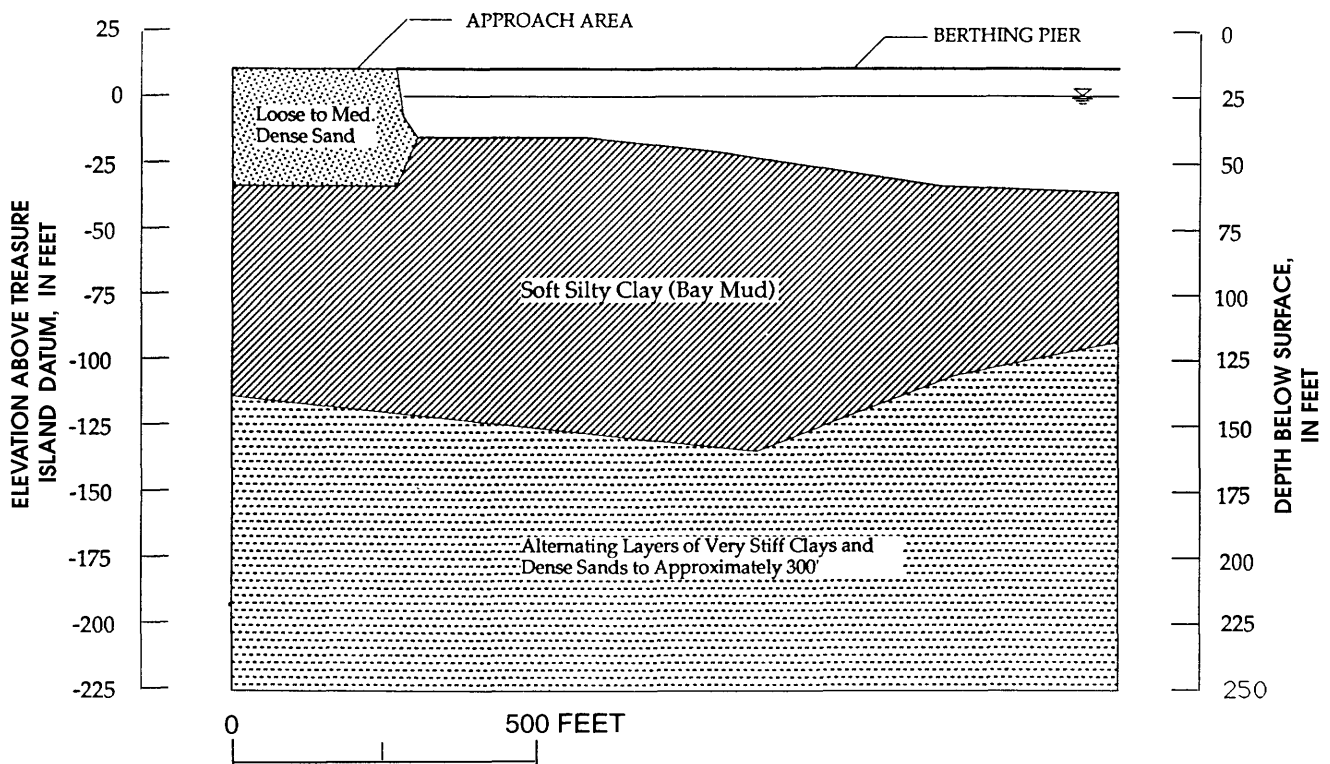 APPROACH AREA
BERTHING PIER
25
0
-25
-50
-75
-100
-125
-150
-175
-200
-225
ELEVATION ABOVE TREASURE
ISLAND DATUM, IN FEET
Loose to Med.
Dense Sand
Soft Silty Clay (Bay Mud)
Alternating Layers of Very Stiff Clays and
Dense Sands to Approximately 300'
0
25
50
75
100
125
150
175
200
225
250
DEPTH BELOW SURFACE,
IN FEET
0 500 FEET